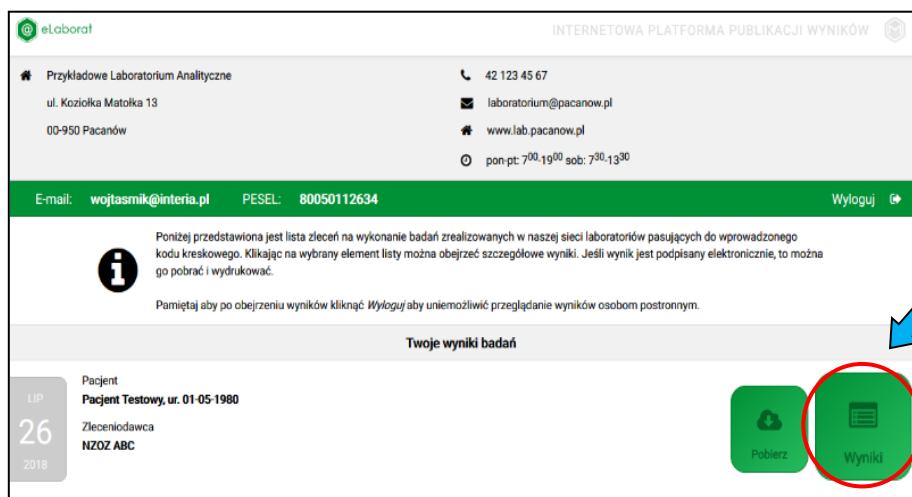 @ eLaborat
INTERNETOWA PLATFORMA PUBLIKACJI WYNIKÓW
Przykładowe Laboratorium Analityczne
ul. Koziołka Matołka 13
00-950 Pacanów
42 123 45 67
laboratorium@pacanow.pl
www.lab.pacanow.pl
pon-pt: 7⁰⁰-19⁰⁰ sob: 7³⁰-13³⁰
E-mail: wojtasmik@interia.pl PESEL: 80050112634 Wyloguj
Poniżej przedstawiona jest lista zleceń na wykonanie badań zrealizowanych w naszej sieci laboratoriów pasujących do wprowadzonego
kodu kreskowego. Klikając na wybrany element listy można obejrzeć szczegółowe wyniki. Jeśli wynik jest podpisany elektronicznie, to można
go pobrać i wydrukować.
Pamiętaj aby po obejrzeniu wyników kliknąć Wyloguj aby uniemożliwić przeglądanie wyników osobom postronnym.
Twoje wyniki badań
LIP
26
2018
Pacjent
Pacjent Testowy, ur. 01-05-1980
Zleceniodawca
NZOZ ABC
Pobierz
Wyniki